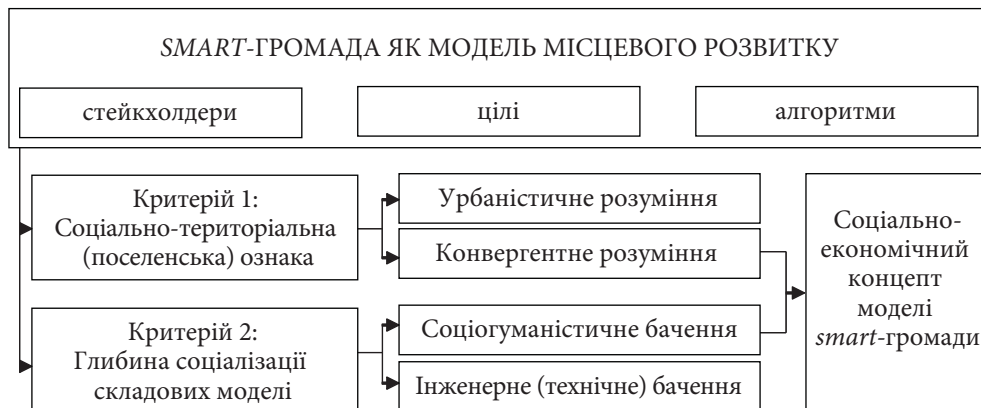 SMART-ГРОМАДА ЯК МОДЕЛЬ МІСЦЕВОГО РОЗВИТКУ
стейкхолдери
цілі
алгоритми
Критерій 1:
Соціально-територіальна
(поселенська) ознака
Урбаністичне розуміння
Конвергентне розуміння
Критерій 2:
Глибина соціалізації
складових моделі
Соціогуманістичне бачення
Інженерне (технічне) бачення
Соціально-
економічний
концепт
моделі
smart-громади